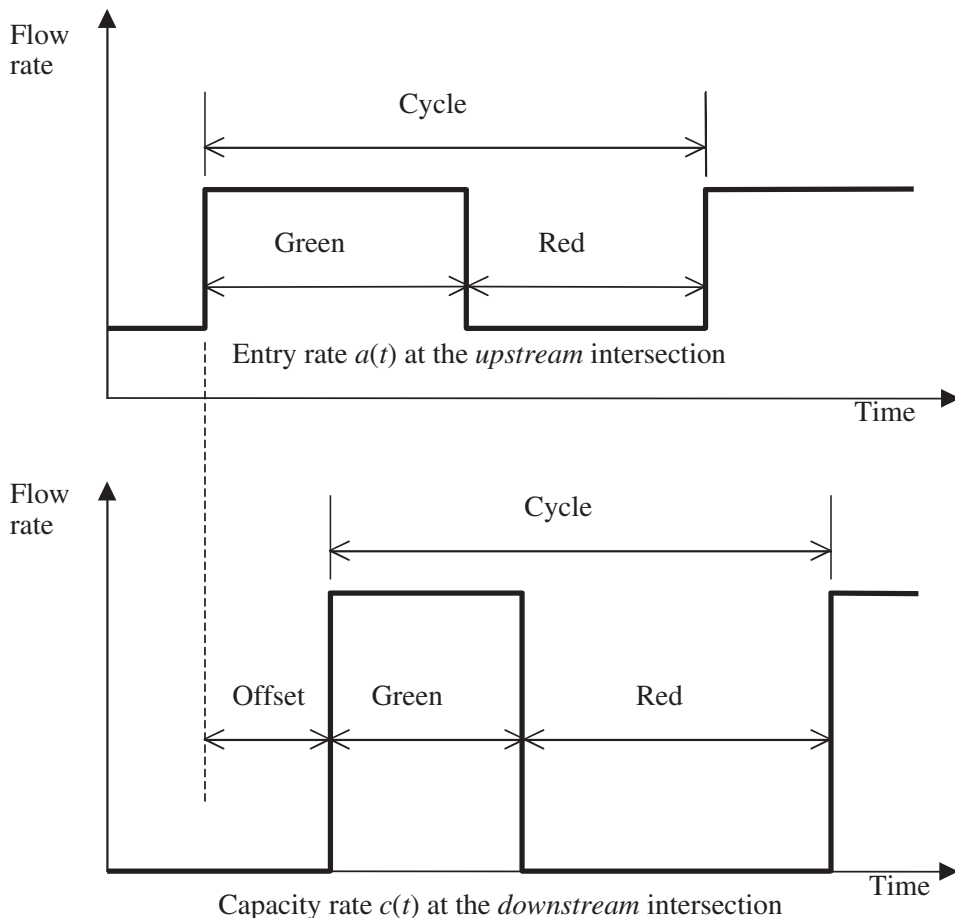 Flow
rate
Cycle
Green
Red
Entry rate a(t) at the upstream intersection
Time
Flow
rate
Cycle
Offset
Green
Red
Time
Capacity rate c(t) at the downstream intersection